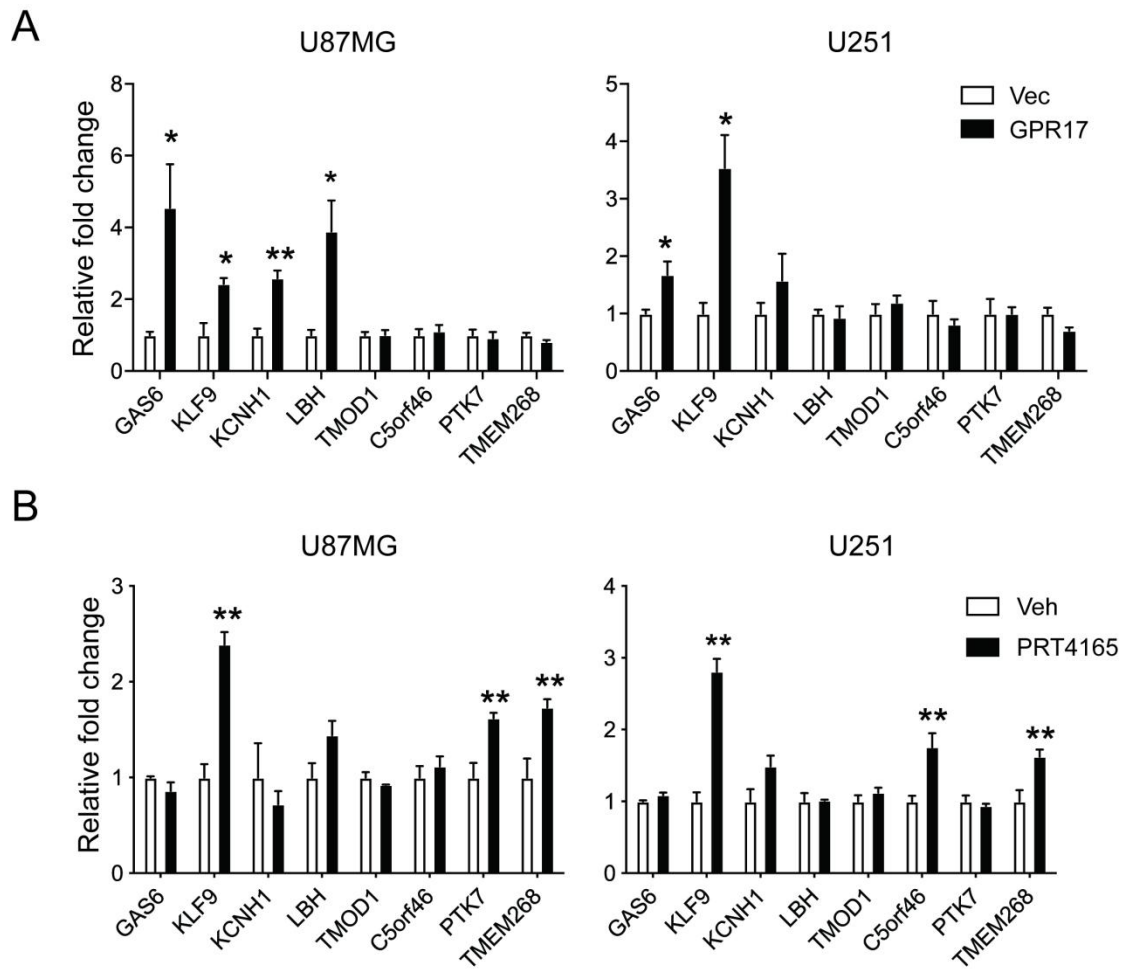 A
U87MG
Relative fold change
8
6
4
2
0
*
*
**
*
GAS6
KLF9
KCNH1
LBH
TMOD1
C5orf46
PTK7
TMEM268
U251
5
4
3
2
1
0
*
*
Vec
GPR17
GAS6
KLF9
KCNH1
LBH
TMOD1
C5orf46
PTK7
TMEM268
B
U87MG
Relative fold change
3
2
1
0
**
**
**
GAS6
KLF9
KCNH1
LBH
TMOD1
C5orf46
PTK7
TMEM268
U251
4
3
2
1
0
**
**
**
Veh
PRT4165
GAS6
KLF9
KCNH1
LBH
TMOD1
C5orf46
PTK7
TMEM268